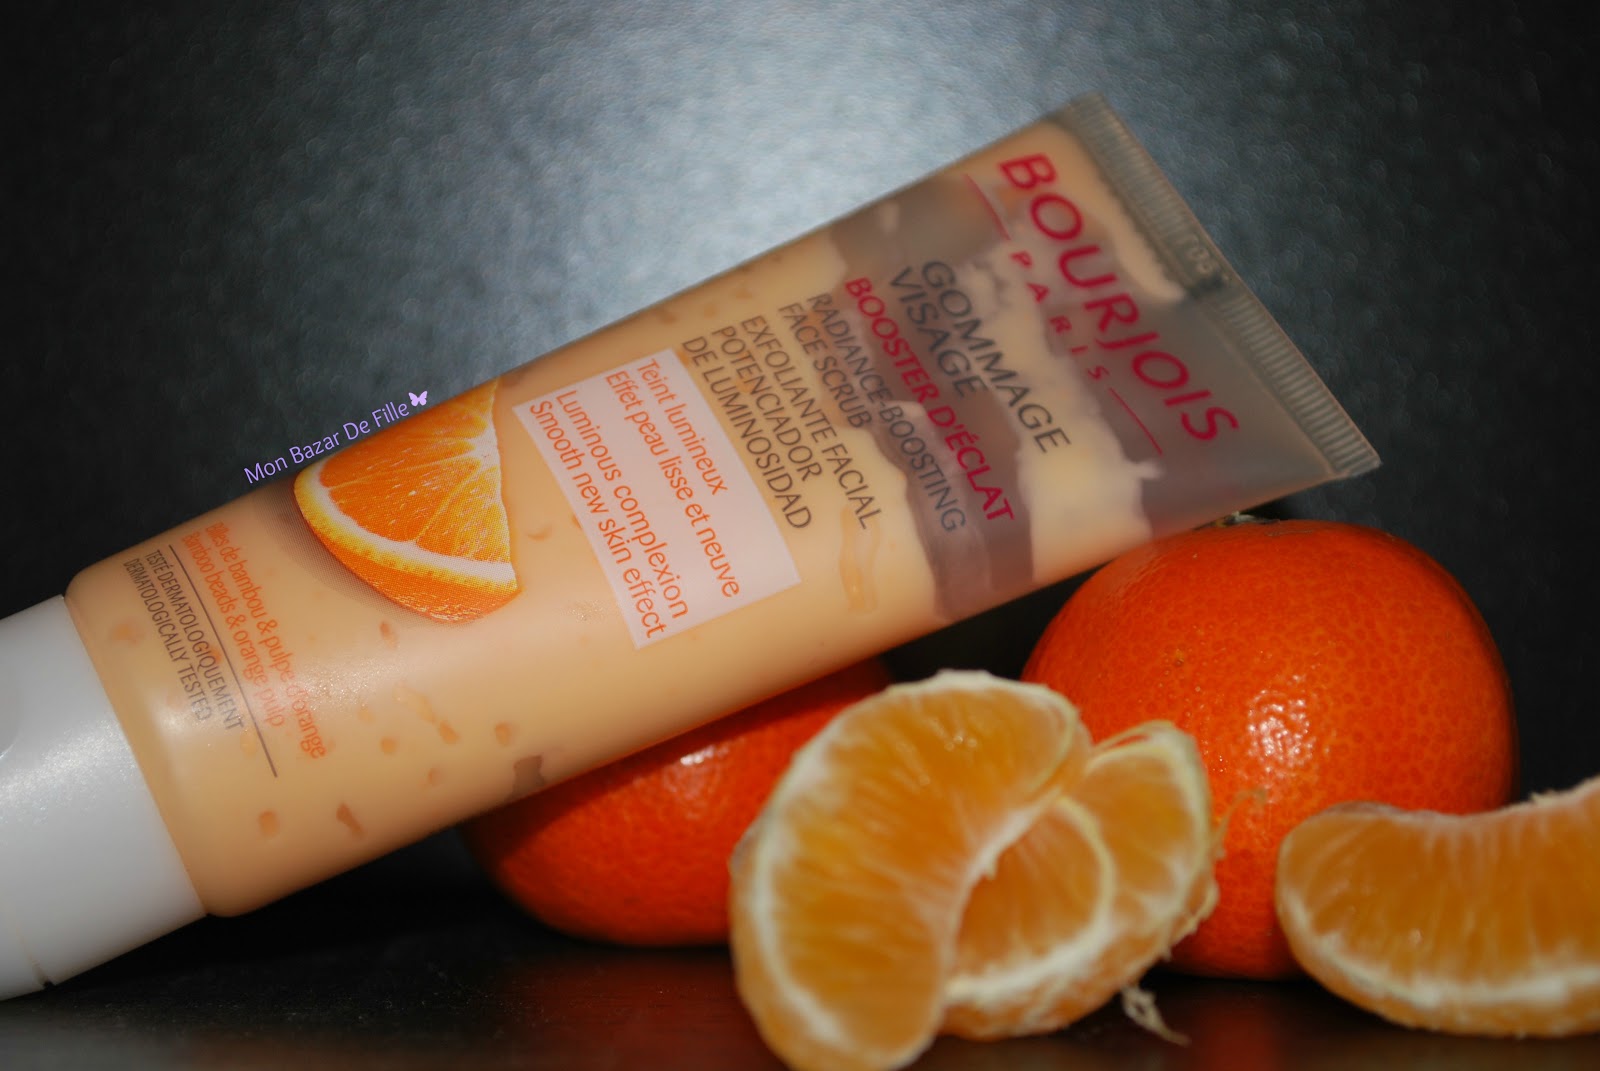 BOURJOIS
PARIS
GOMMAGE
VISAGE
BOOSTER D'ÉCLAT
RADIANCE-BOOSTING
FACE SCRUB
EXFOLIANTE FACIAL
POTENCIADOR
DE LUMINOSIDAD
Teint lumineux
Effet peau lisse et neuve
Luminous complexion
Smooth new skin effect
Billes de bambou & pulpe d'orange
Bamboo beads & orange pulp
TESTÉ DERMATOLOGIQUEMENT
DERMATOLOGICALLY TESTED
Mon Bazar De Fille